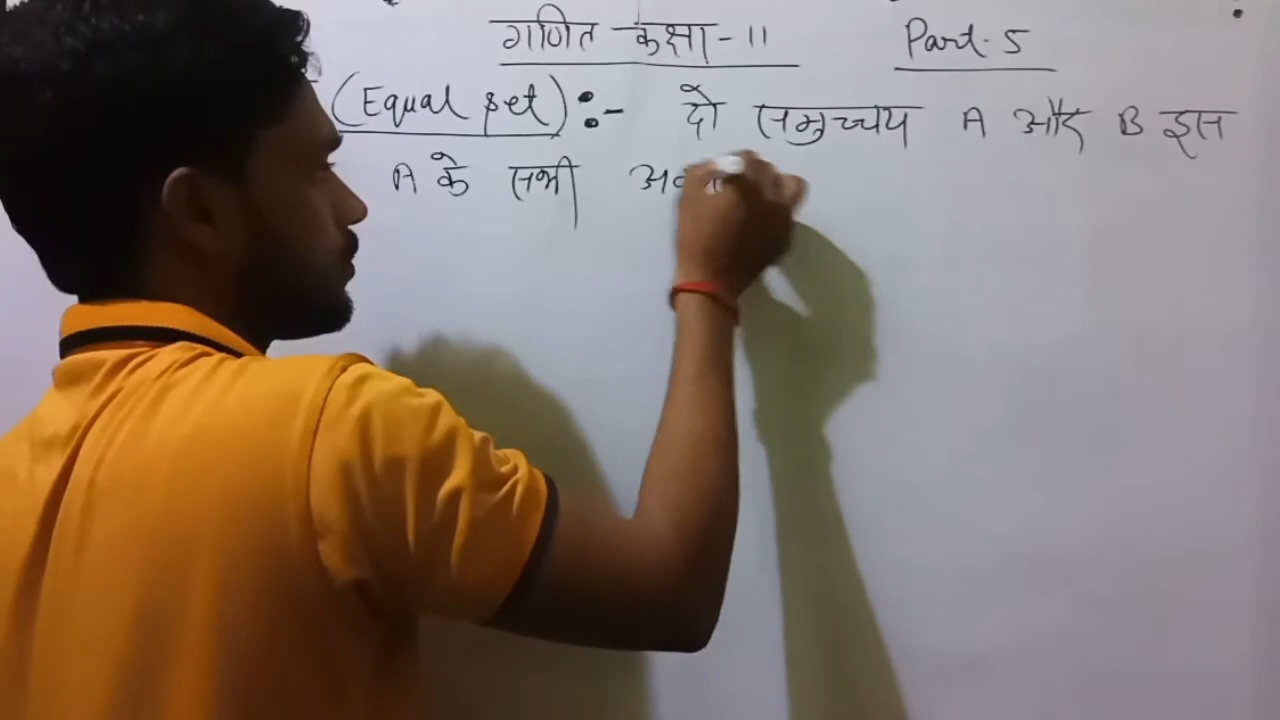 गणित कक्षा - 11 Part - 5
(Equal set) :- दो समुच्चय A और B इस
A के सभी